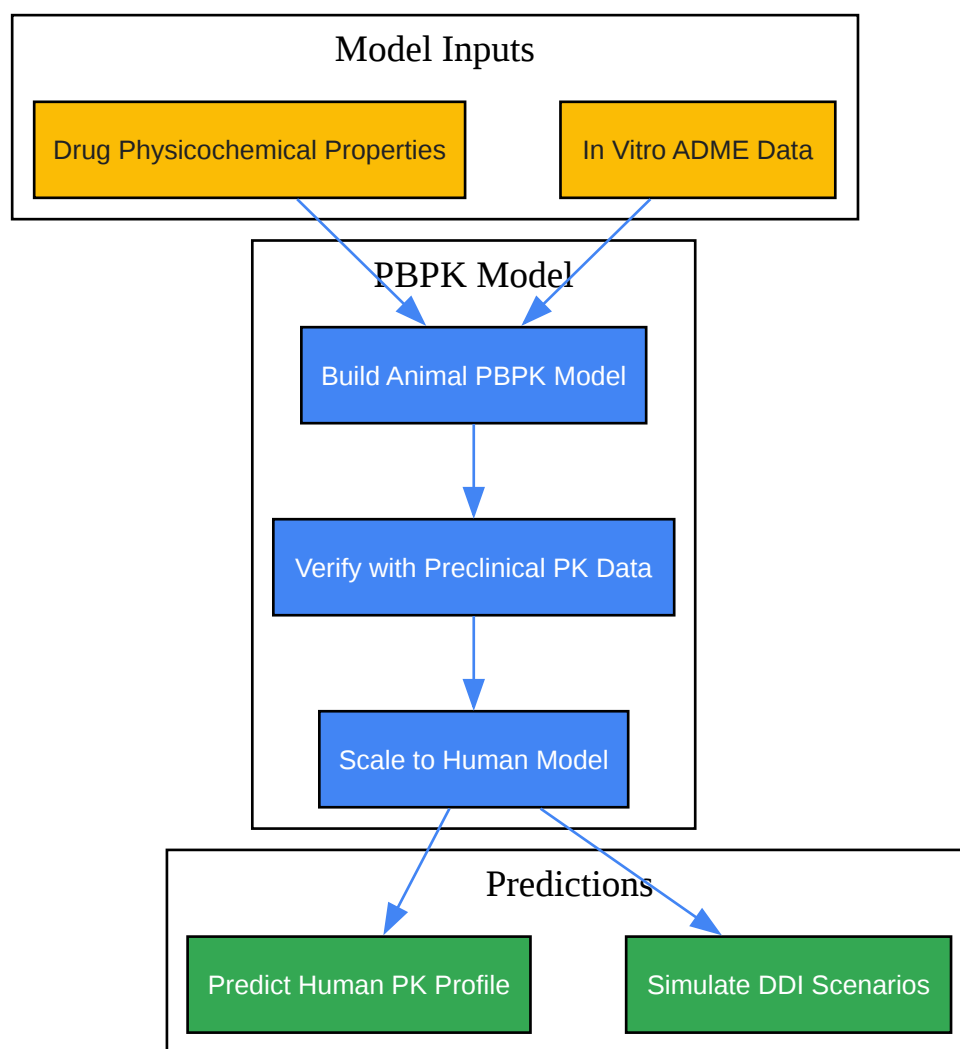 Model Inputs
Drug Physicochemical Properties
In Vitro ADME Data
PBPK Model
Build Animal PBPK Model
Verify with Preclinical PK Data
Scale to Human Model
Predictions
Predict Human PK Profile
Simulate DDI Scenarios